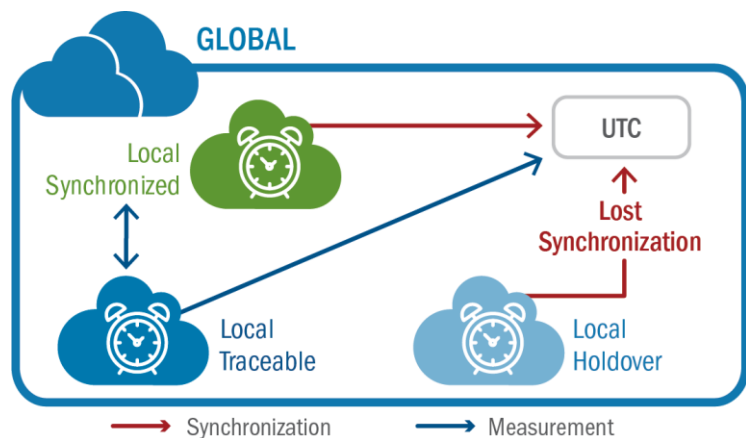 GLOBAL
UTC
Local
Synchronized
Lost
Synchronization
Local
Traceable
Local
Holdover
Synchronization
Measurement